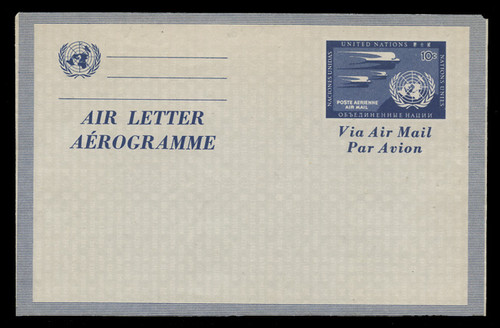 AIR LETTER
AÉROGRAMME
UNITED NATIONS
10c
NACIONES UNIDAS
NATIONS UNIES
POSTE AERIENNE
AIR MAIL
ОБЪЕДИНЕННЫЕ НАЦИИ
Via Air Mail
Par Avion